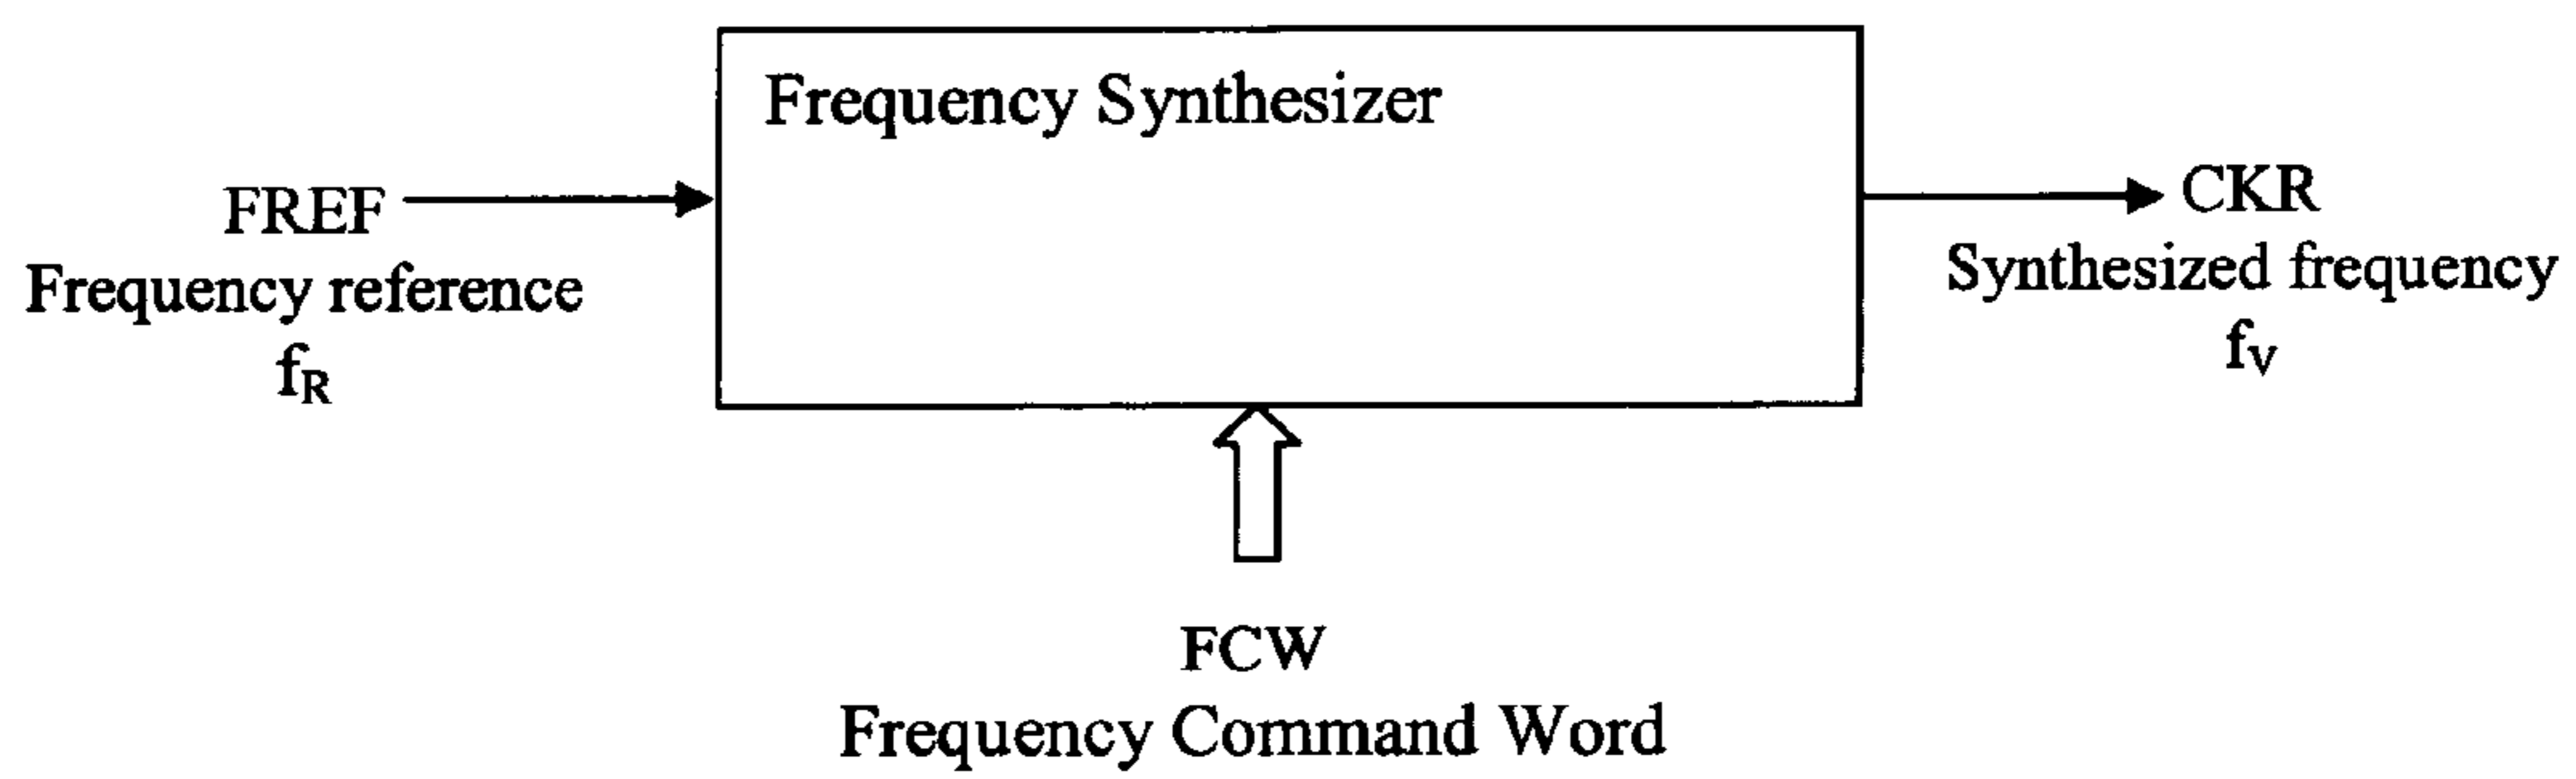 Frequency Synthesizer
FREF
Frequency reference
fR
CKR
Synthesized frequency
fV
FCW
Frequency Command Word